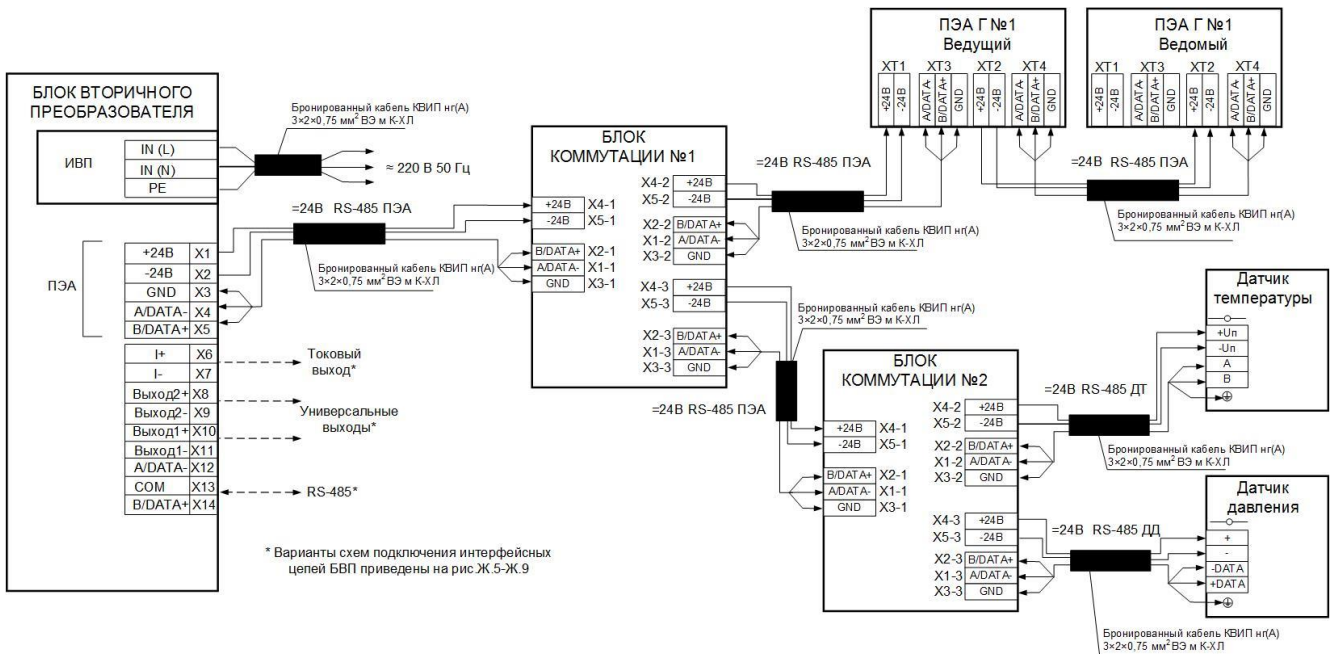 БЛОК ВТОРИЧНОГО
ПРЕОБРАЗОВАТЕЛЯ
ИВП
IN (L)
IN (N)
PE
Бронированный кабель КВИП нг(А)
3×2×0,75 мм² ВЭ м К-ХЛ
≈ 220 В 50 Гц
ПЭА
+24В X1
-24В X2
GND X3
A/DATA- X4
B/DATA+ X5
I+ X6
I- X7
Выход2+ X8
Выход2- X9
Выход1+ X10
Выход1- X11
A/DATA- X12
COM X13
B/DATA+ X14
Токовый
выход*
Универсальные
выходы*
RS-485*
=24В RS-485 ПЭА
Бронированный кабель КВИП нг(А)
3×2×0,75 мм² ВЭ м К-ХЛ
* Варианты схем подключения интерфейсных
цепей БВП приведены на рис.Ж.5-Ж.9
БЛОК
КОММУТАЦИИ №1
+24В X4-1
-24В X5-1
B/DATA+ X2-1
A/DATA- X1-1
GND X3-1
X4-2 +24В
X5-2 -24В
X2-2 B/DATA+
X1-2 A/DATA-
X3-2 GND
X4-3 +24В
X5-3 -24В
X2-3 B/DATA+
X1-3 A/DATA-
X3-3 GND
=24В RS-485 ПЭА
Бронированный кабель КВИП нг(А)
3×2×0,75 мм² ВЭ м К-ХЛ
ПЭА Г №1
Ведущий
XT1 XT3 XT2 XT4
+24В
-24В
A/DATA-
B/DATA+
GND
+24В
-24В
A/DATA-
B/DATA+
GND
=24В RS-485 ПЭА
Бронированный кабель КВИП нг(А)
3×2×0,75 мм² ВЭ м К-ХЛ
ПЭА Г №1
Ведомый
XT1 XT3 XT2 XT4
+24В
-24В
A/DATA-
B/DATA+
GND
+24В
-24В
A/DATA-
B/DATA+
GND
Бронированный кабель КВИП нг(А)
3×2×0,75 мм² ВЭ м К-ХЛ
=24В RS-485 ПЭА
БЛОК
КОММУТАЦИИ №2
+24В X4-1
-24В X5-1
B/DATA+ X2-1
A/DATA- X1-1
GND X3-1
X4-2 +24В
X5-2 -24В
X2-2 B/DATA+
X1-2 A/DATA-
X3-2 GND
X4-3 +24В
X5-3 -24В
X2-3 B/DATA+
X1-3 A/DATA-
X3-3 GND
=24В RS-485 ДТ
Бронированный кабель КВИП нг(А)
3×2×0,75 мм² ВЭ м К-ХЛ
Датчик
температуры
+Uп
-Uп
A
B
=24В RS-485 ДД
Бронированный кабель КВИП нг(А)
3×2×0,75 мм² ВЭ м К-ХЛ
Датчик
давления
+
-
-DATA
+DATA